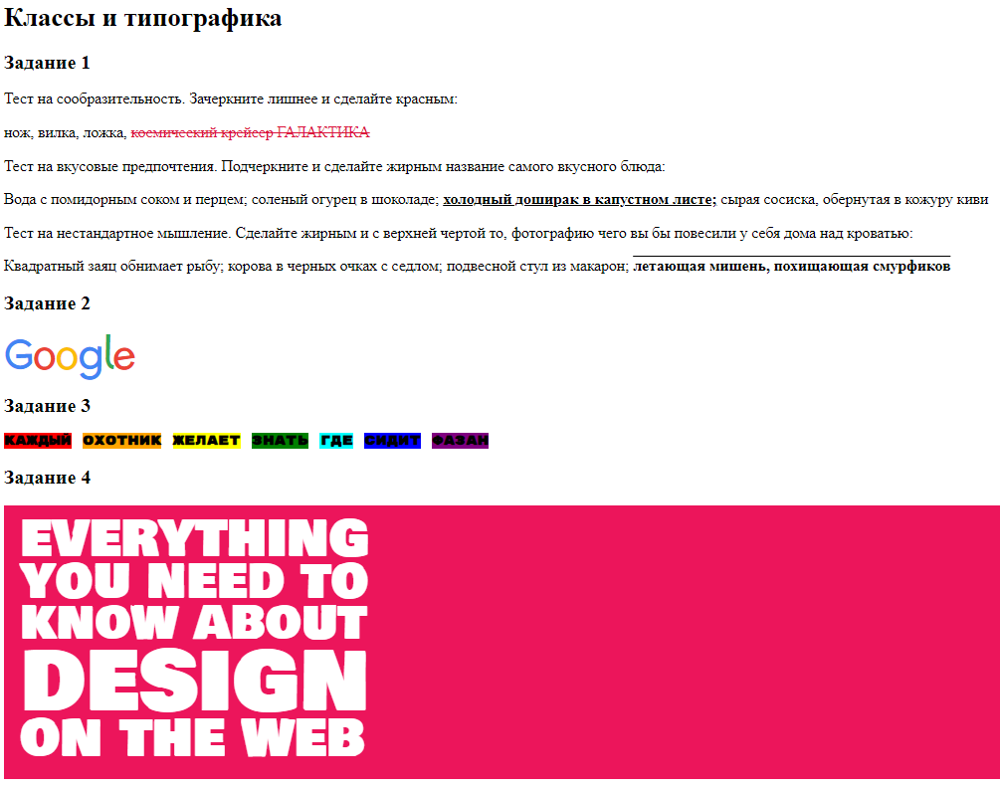 Классы и типографика
Задание 1
Тест на сообразительность. Зачеркните лишнее и сделайте красным:
нож, вилка, ложка, космический крейсер ГАЛАКТИКА
Тест на вкусовые предпочтения. Подчеркните и сделайте жирным название самого вкусного блюда:
Вода с помидорным соком и перцем; соленый огурец в шоколаде; холодный доширак в капустном листе; сырая сосиска, обернутая в кожуру киви
Тест на нестандартное мышление. Сделайте жирным и с верхней чертой то, фотографию чего вы бы повесили у себя дома над кроватью:
Квадратный заяц обнимает рыбу; корова в черных очках с седлом; подвесной стул из макарон; летающая мишень, похищающая смурфиков
Задание 2
Google
Задание 3
КАЖДЫЙ ОХОТНИК ЖЕЛАЕТ ЗНАТЬ ГДЕ СИДИТ ФАЗАН
Задание 4
EVERYTHING
YOU NEED TO
KNOW ABOUT
DESIGN
ON THE WEB